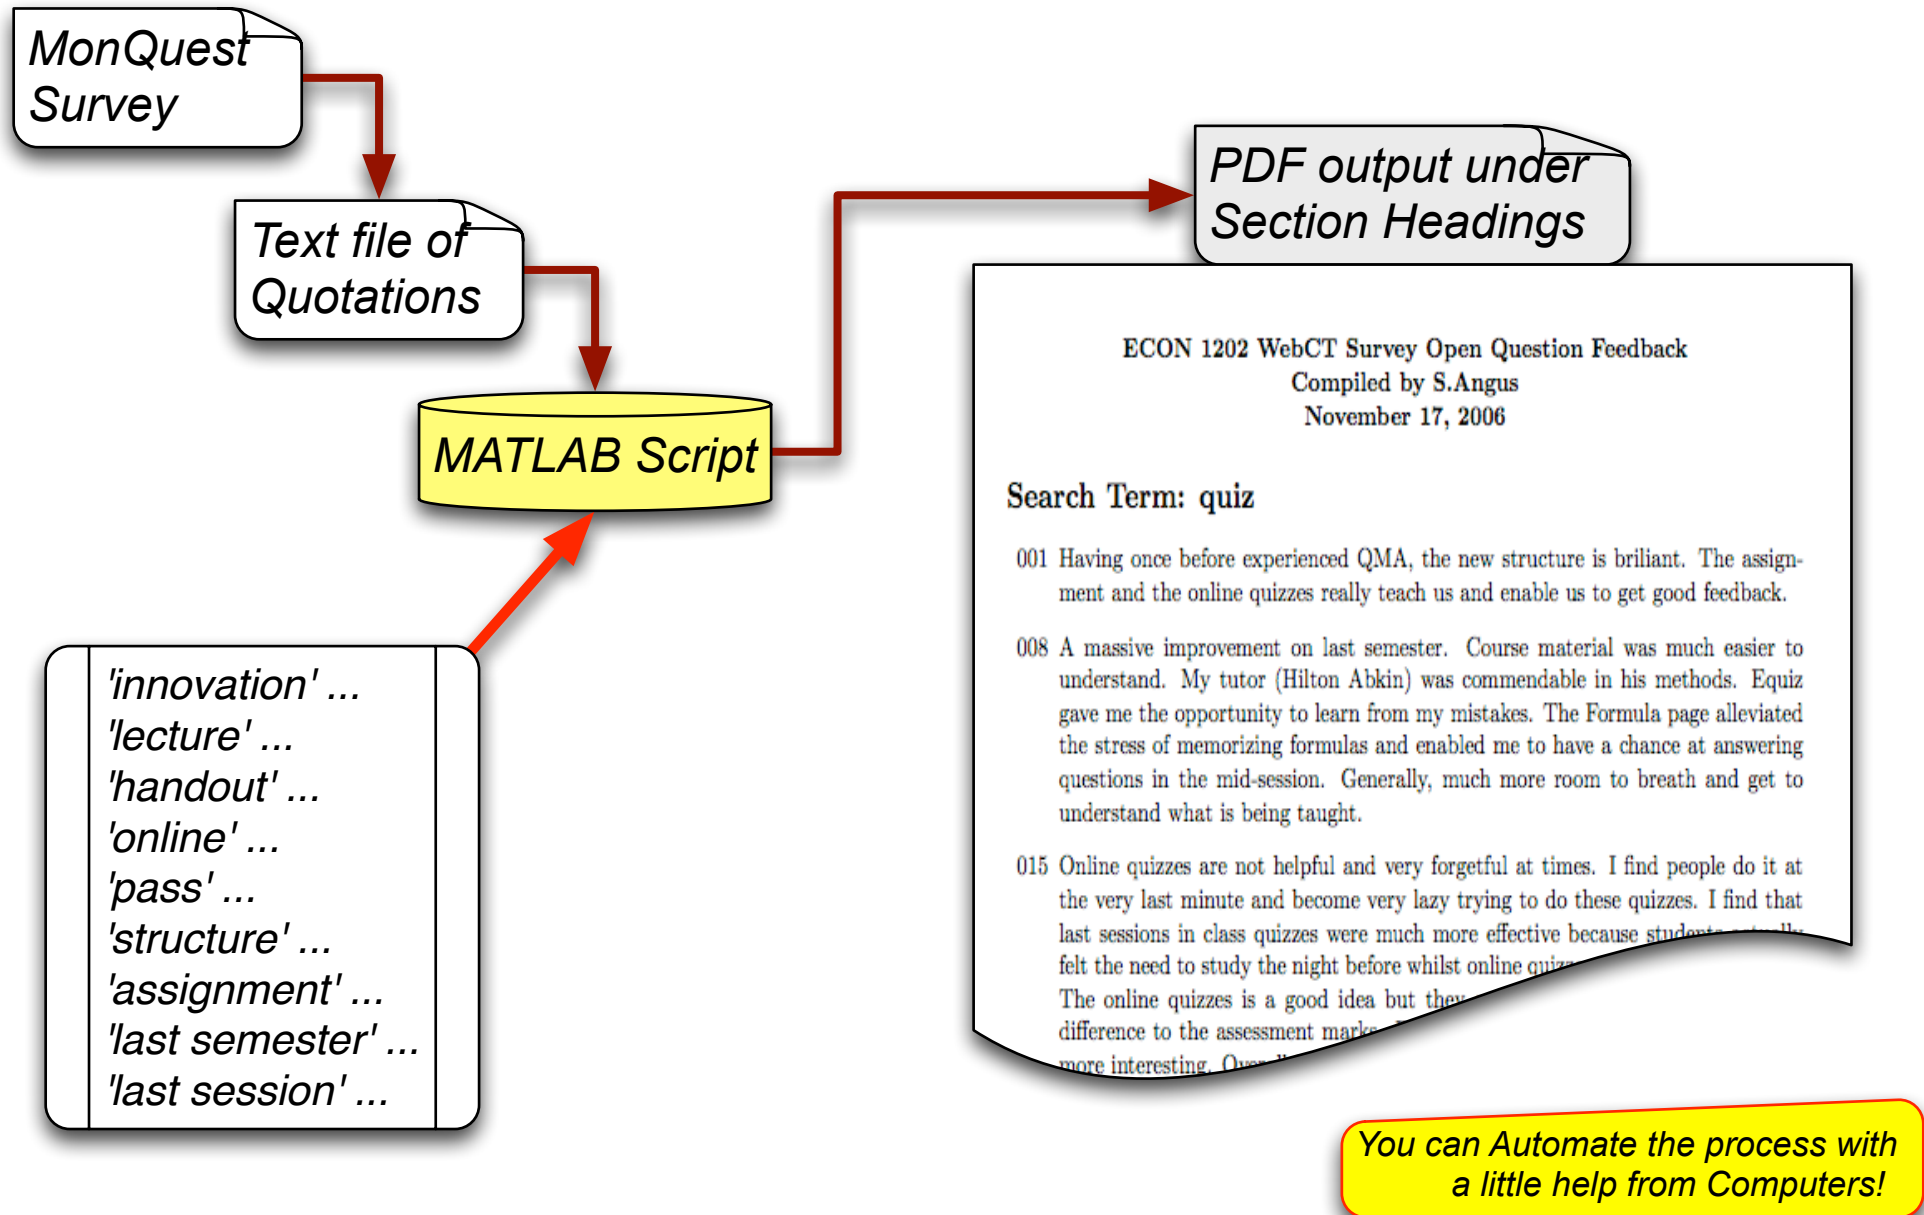 MonQuest
Survey
Text file of
Quotations
MATLAB Script
'innovation' ...
'lecture' ...
'handout' ...
'online' ...
'pass' ...
'structure' ...
'assignment' ...
'last semester' ...
'last session' ...
PDF output under
Section Headings
ECON 1202 WebCT Survey Open Question Feedback
Compiled by S.Angus
November 17, 2006
Search Term: quiz
001 Having once before experienced QMA, the new structure is briliant. The assign-
ment and the online quizzes really teach us and enable us to get good feedback.
008 A massive improvement on last semester. Course material was much easier to
understand. My tutor (Hilton Abkin) was commendable in his methods. Equiz
gave me the opportunity to learn from my mistakes. The Formula page alleviated
the stress of memorizing formulas and enabled me to have a chance at answering
questions in the mid-session. Generally, much more room to breath and get to
understand what is being taught.
015 Online quizzes are not helpful and very forgetful at times. I find people do it at
the very last minute and become very lazy trying to do these quizzes. I find that
last sessions in class quizzes were much more effective because students actually
felt the need to study the night before whilst online
The online quizzes is a good idea but they
difference to the assessment marks.
more interesting.
You can Automate the process with
a little help from Computers!